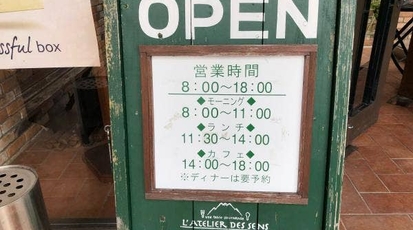 ssful box
OPEN
営業時間
8：00～18：00
◆モーニング◆
8：00～11：00
◆ランチ◆
11：30～14：00
◆カフェ◆
14：00～18：00
※ディナーは要予約
L'ATELIER DES SENS